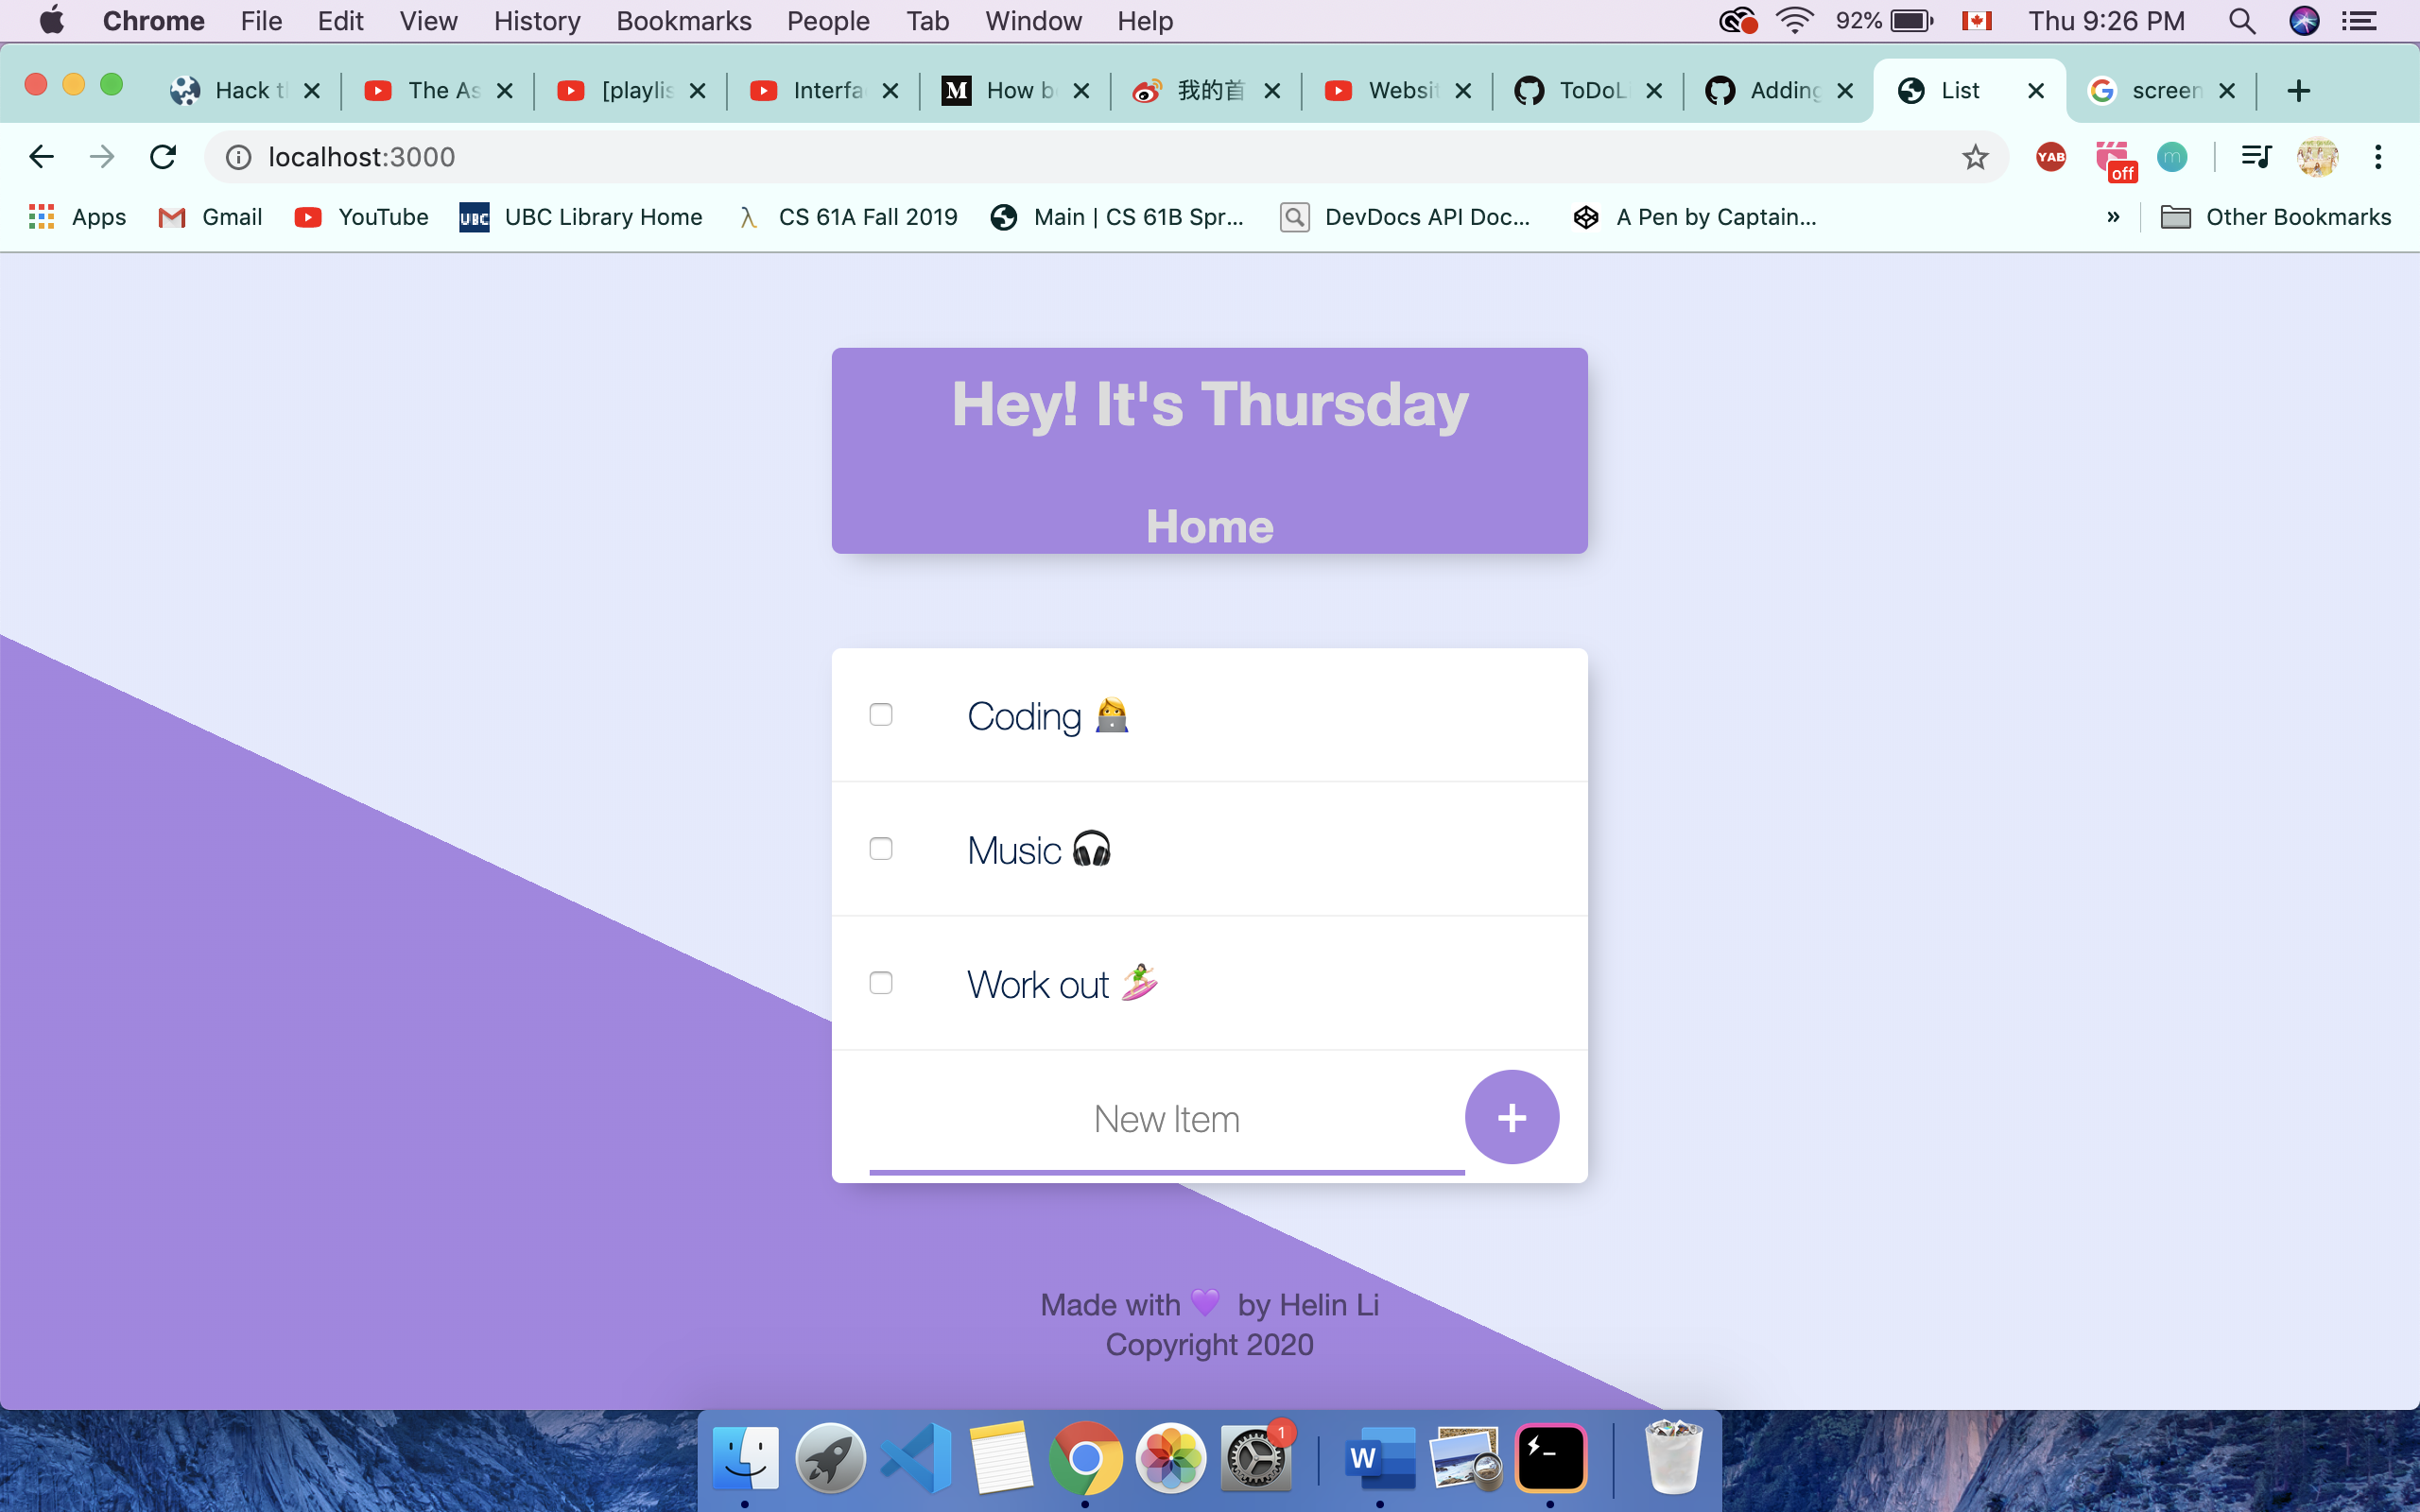 Chrome File Edit View History Bookmarks People Tab Window Help 92% Thu 9:26 PM
Hack t The As [playlis Interfa How b 我的首 Websit ToDoL Adding List screen
localhost:3000 YAB off m
Apps Gmail YouTube UBC UBC Library Home CS 61A Fall 2019 Main | CS 61B Spr... DevDocs API Doc... A Pen by Captain... » Other Bookmarks
Hey! It's Thursday
Home
Coding 👩‍💻
Music 🎧
Work out 🏄🏻‍♀️
New Item +
Made with 💜 by Helin Li
Copyright 2020
1
W